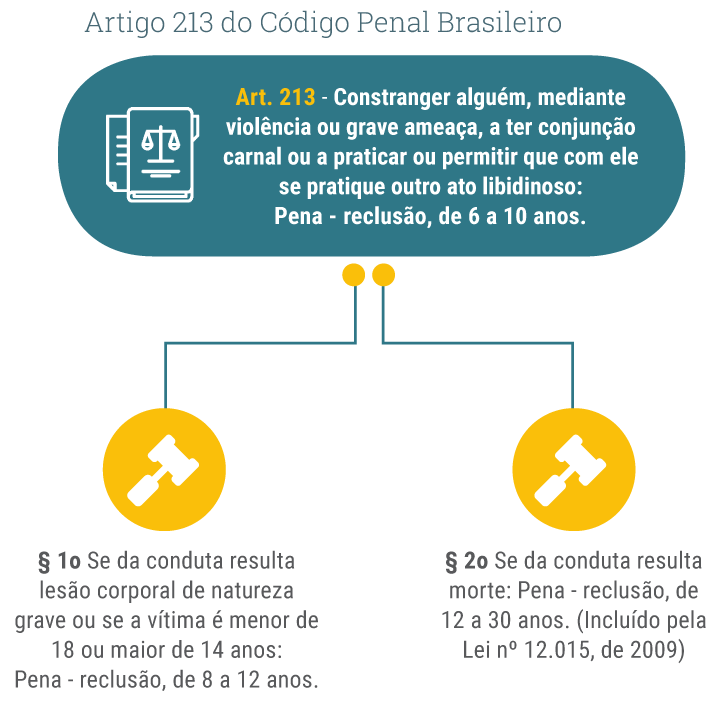 Artigo 213 do Código Penal Brasileiro
Art. 213 - Constranger alguém, mediante
violência ou grave ameaça, a ter conjunção
carnal ou a praticar ou permitir que com ele
se pratique outro ato libidinoso:
Pena - reclusão, de 6 a 10 anos.
§ 1o Se da conduta resulta
lesão corporal de natureza
grave ou se a vítima é menor de
18 ou maior de 14 anos:
Pena - reclusão, de 8 a 12 anos.
§ 2o Se da conduta resulta
morte: Pena - reclusão, de
12 a 30 anos. (Incluído pela
Lei nº 12.015, de 2009)